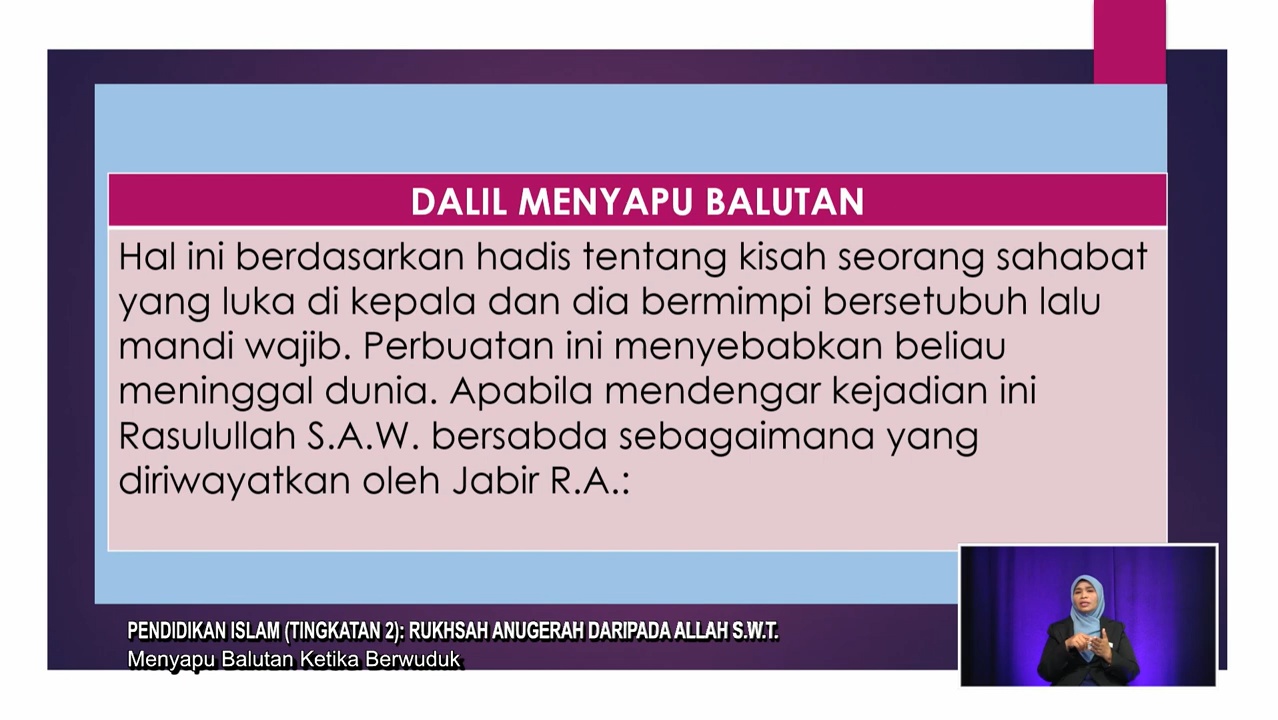 DALIL MENYAPU BALUTAN
Hal ini berdasarkan hadis tentang kisah seorang sahabat
yang luka di kepala dan dia bermimpi bersetubuh lalu
mandi wajib. Perbuatan ini menyebabkan beliau
meninggal dunia. Apabila mendengar kejadian ini
Rasulullah S.A.W. bersabda sebagaimana yang
diriwayatkan oleh Jabir R.A.:
PENDIDIKAN ISLAM (TINGKATAN 2): RUKHSAH ANUGERAH DARIPADA ALLAH S.W.T.
Menyapu Balutan Ketika Berwuduk